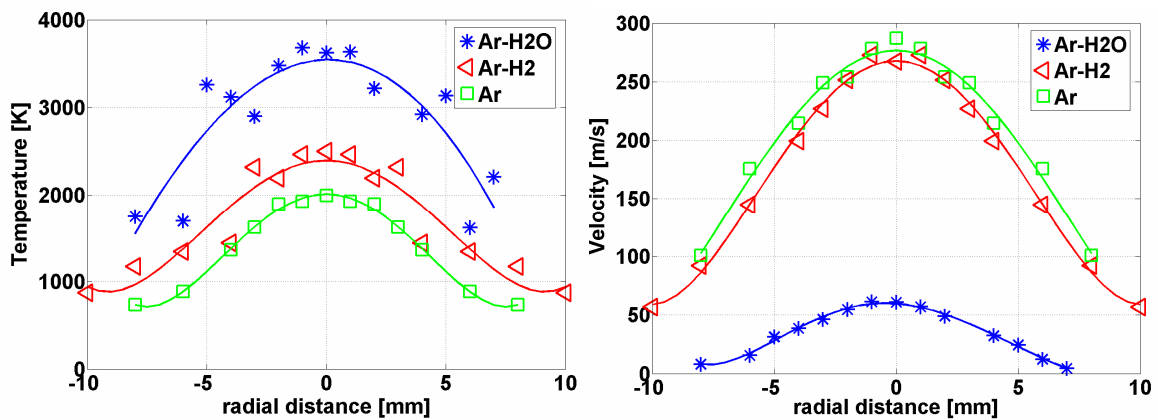 4000
3000
2000
1000
0
Temperature [K]
-10 -5 0 5 10
radial distance [mm]
Ar-H2O
Ar-H2
Ar
300
250
200
150
100
50
0
Velocity [m/s]
-10 -5 0 5 10
radial distance [mm]
Ar-H2O
Ar-H2
Ar